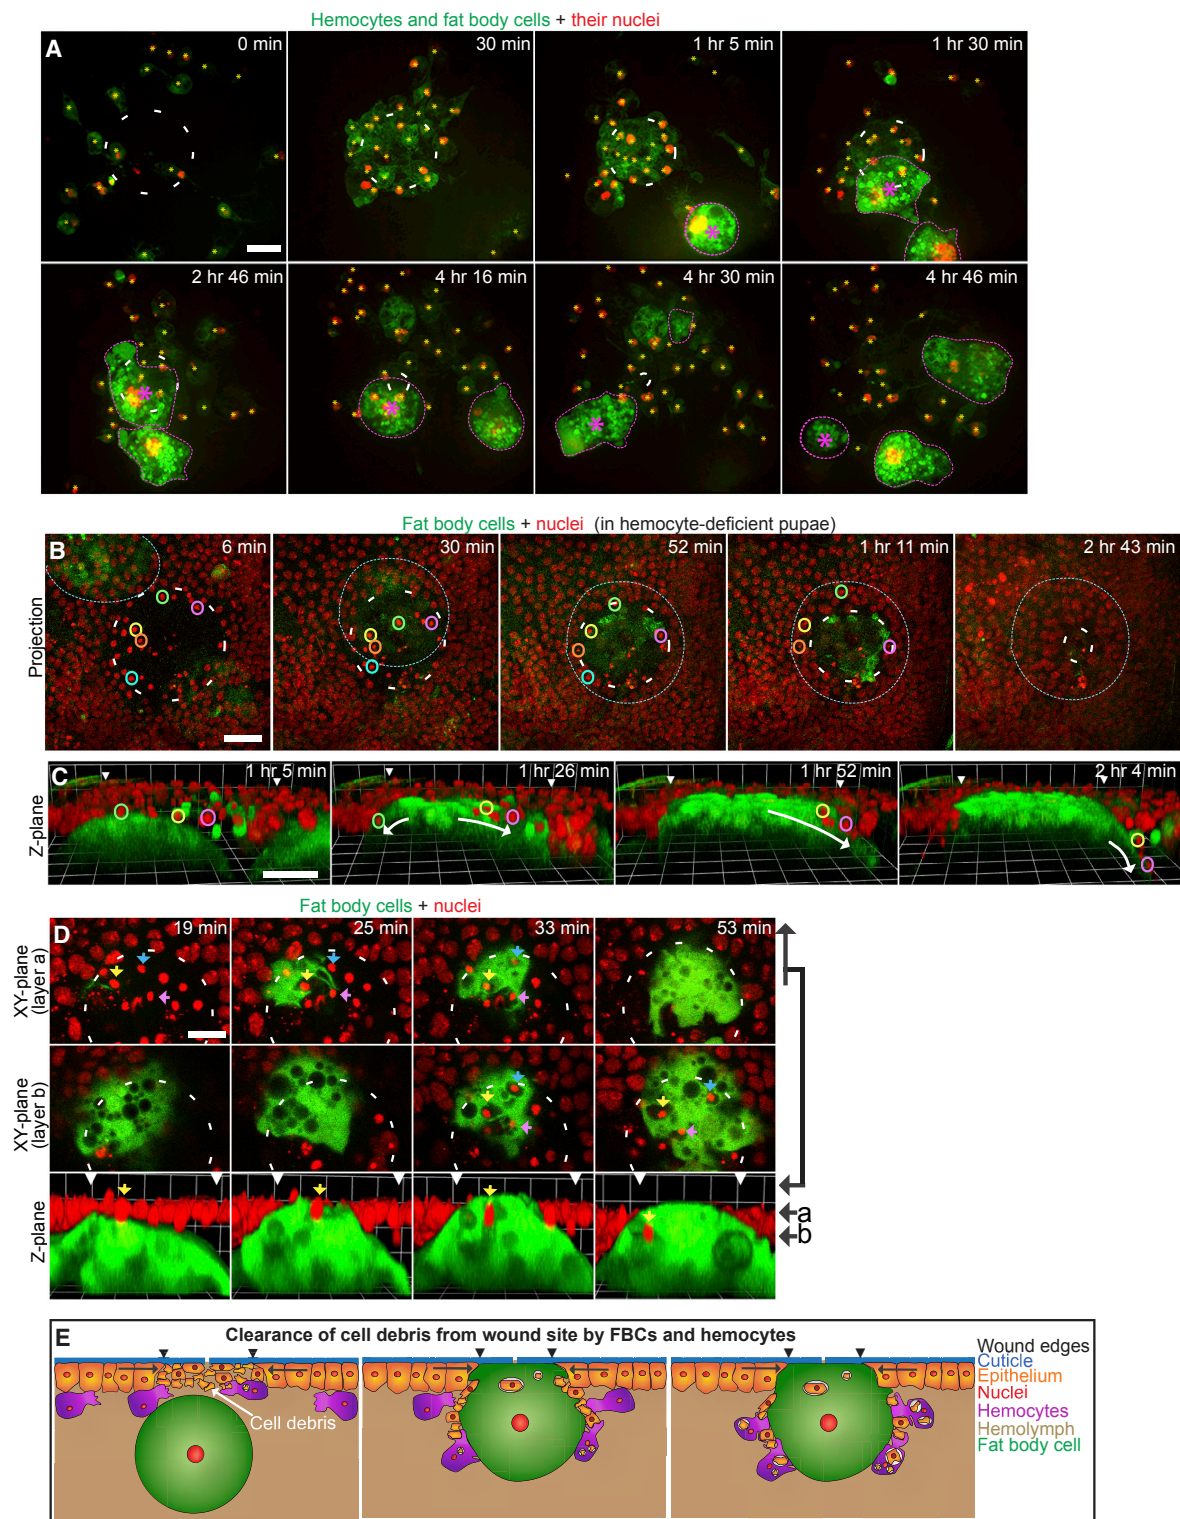 Hemocytes and fat body cells + their nuclei
A
0 min
30 min
1 hr 5 min
1 hr 30 min
2 hr 46 min
4 hr 16 min
4 hr 30 min
4 hr 46 min
Fat body cells + nuclei (in hemocyte-deficient pupae)
B
6 min
30 min
52 min
1 hr 11 min
2 hr 43 min
Projection
C
1 hr 5 min
1 hr 26 min
1 hr 52 min
2 hr 4 min
Z-plane
Fat body cells + nuclei
D
19 min
25 min
33 min
53 min
XY-plane
(layer a)
XY-plane
(layer b)
Z-plane
a
b
E
Clearance of cell debris from wound site by FBCs and hemocytes
Cell debris
Wound edges
Cuticle
Epithelium
Nuclei
Hemocytes
Hemolymph
Fat body cell